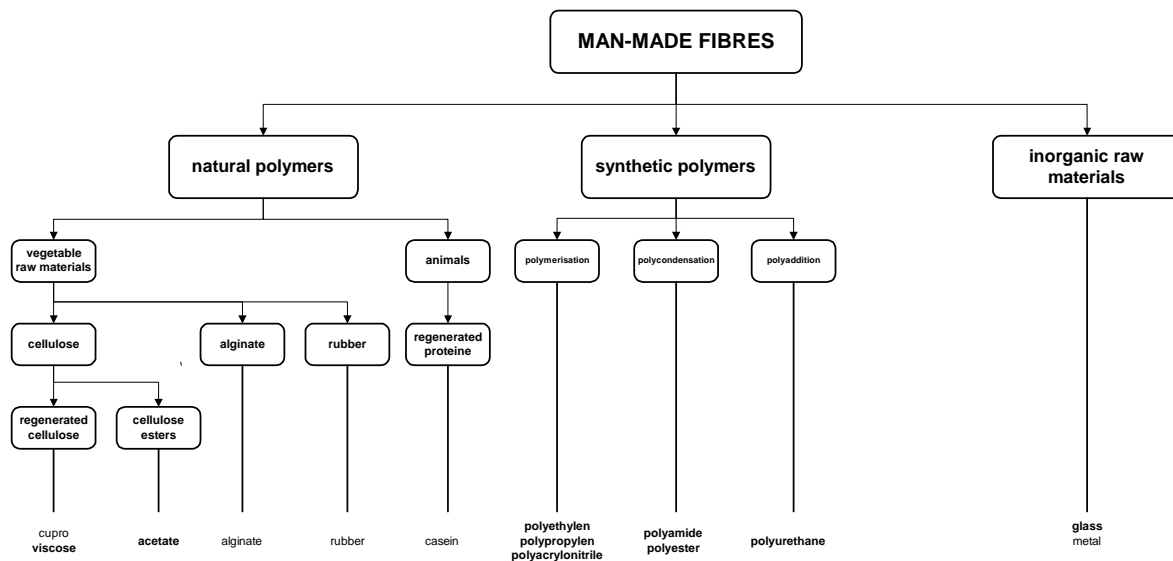 MAN-MADE FIBRES
natural polymers
synthetic polymers
inorganic raw
materials
vegetable
raw materials
animals
polymerisation
polycondensation
polyaddition
cellulose
alginate
rubber
regenerated
proteine
regenerated
cellulose
cellulose
esters
cupro
viscose
acetate
alginate
rubber
casein
polyethylen
polypropylen
polyacrylonitrile
polyamide
polyester
polyurethane
glass
metal